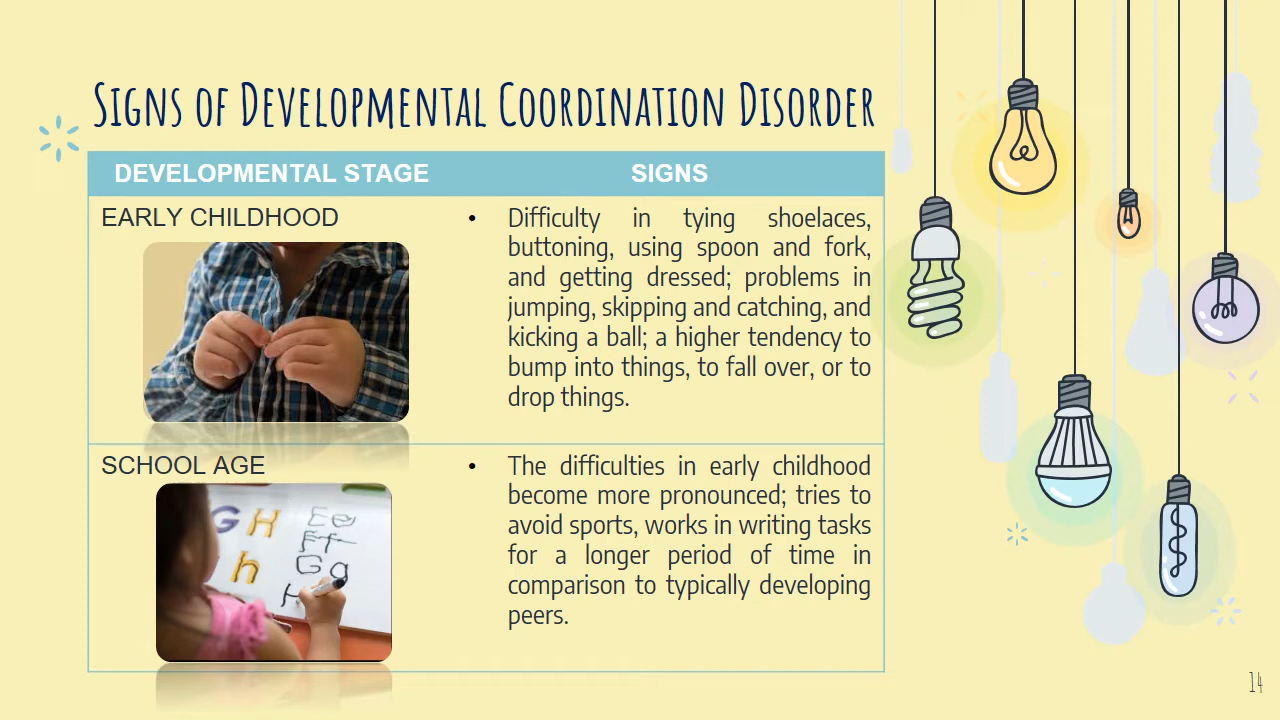 Signs of Developmental Coordination Disorder
DEVELOPMENTAL STAGE
SIGNS
EARLY CHILDHOOD
• Difficulty in tying shoelaces,
buttoning, using spoon and fork,
and getting dressed; problems in
jumping, skipping and catching, and
kicking a ball; a higher tendency to
bump into things, to fall over, or to
drop things.
SCHOOL AGE
G H
h
Ee
Ff
Gg
H
• The difficulties in early childhood
become more pronounced; tries to
avoid sports, works in writing tasks
for a longer period of time in
comparison to typically developing
peers.
14